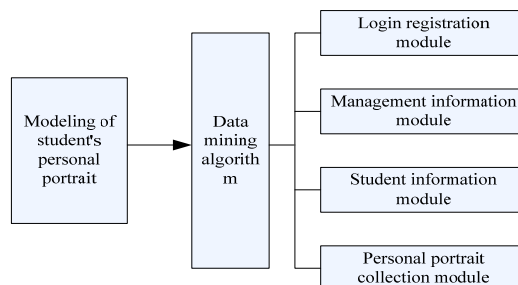 Modeling of
student's
personal
portrait
Data
mining
algorith
m
Login registration
module
Management information
module
Student information
module
Personal portrait
collection module